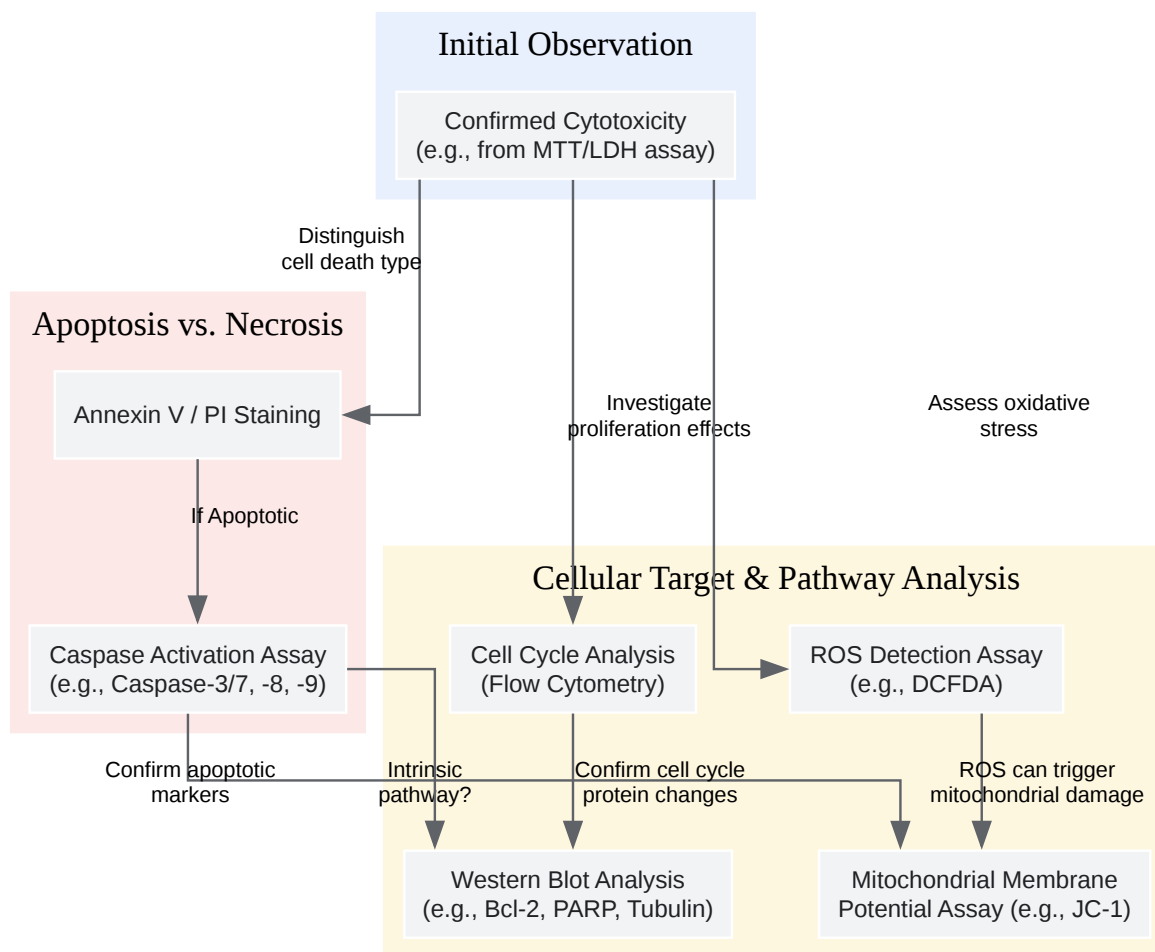 Initial Observation
Confirmed Cytotoxicity
(e.g., from MTT/LDH assay)
Distinguish
cell death type
Apoptosis vs. Necrosis
Annexin V / PI Staining
Investigate
proliferation effects
Assess oxidative
stress
If Apoptotic
Cellular Target & Pathway Analysis
Caspase Activation Assay
(e.g., Caspase-3/7, -8, -9)
Cell Cycle Analysis
(Flow Cytometry)
ROS Detection Assay
(e.g., DCFDA)
Confirm apoptotic
markers
Intrinsic
pathway?
Confirm cell cycle
protein changes
ROS can trigger
mitochondrial damage
Western Blot Analysis
(e.g., Bcl-2, PARP, Tubulin)
Mitochondrial Membrane
Potential Assay (e.g., JC-1)